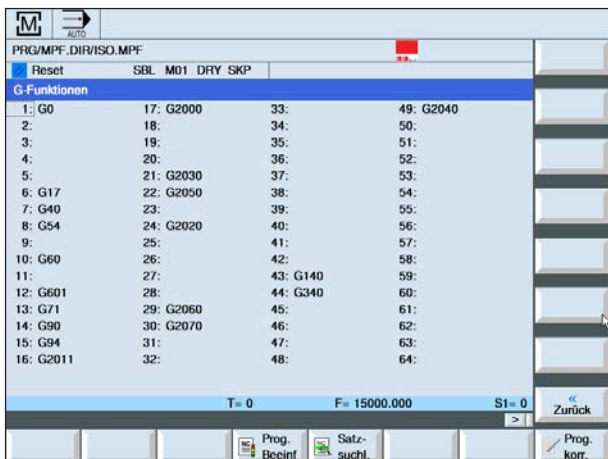 M AUTO
PRG/MPF.DIR/ISO.MPF
Reset SBL M01 DRY SKP
G-Funktionen
1: G0 17: G2000 33: 49: G2040
2: 18: 34: 50:
3: 19: 35: 51:
4: 20: 36: 52:
5: 21: G2030 37: 53:
6: G17 22: G2050 38: 54:
7: G40 23: 39: 55:
8: G54 24: G2020 40: 56:
9: 25: 41: 57:
10: G60 26: 42: 58:
11: 27: 43: G140 59:
12: G601 28: 44: G340 60:
13: G71 29: G2060 45: 61:
14: G90 30: G2070 46: 62:
15: G94 31: 47: 63:
16: G2011 32: 48: 64:
T= 0 F= 15000.000 S1= 0
« Zurück
>
Prog. Beeinf
Satz- suchl.
Prog. korr.